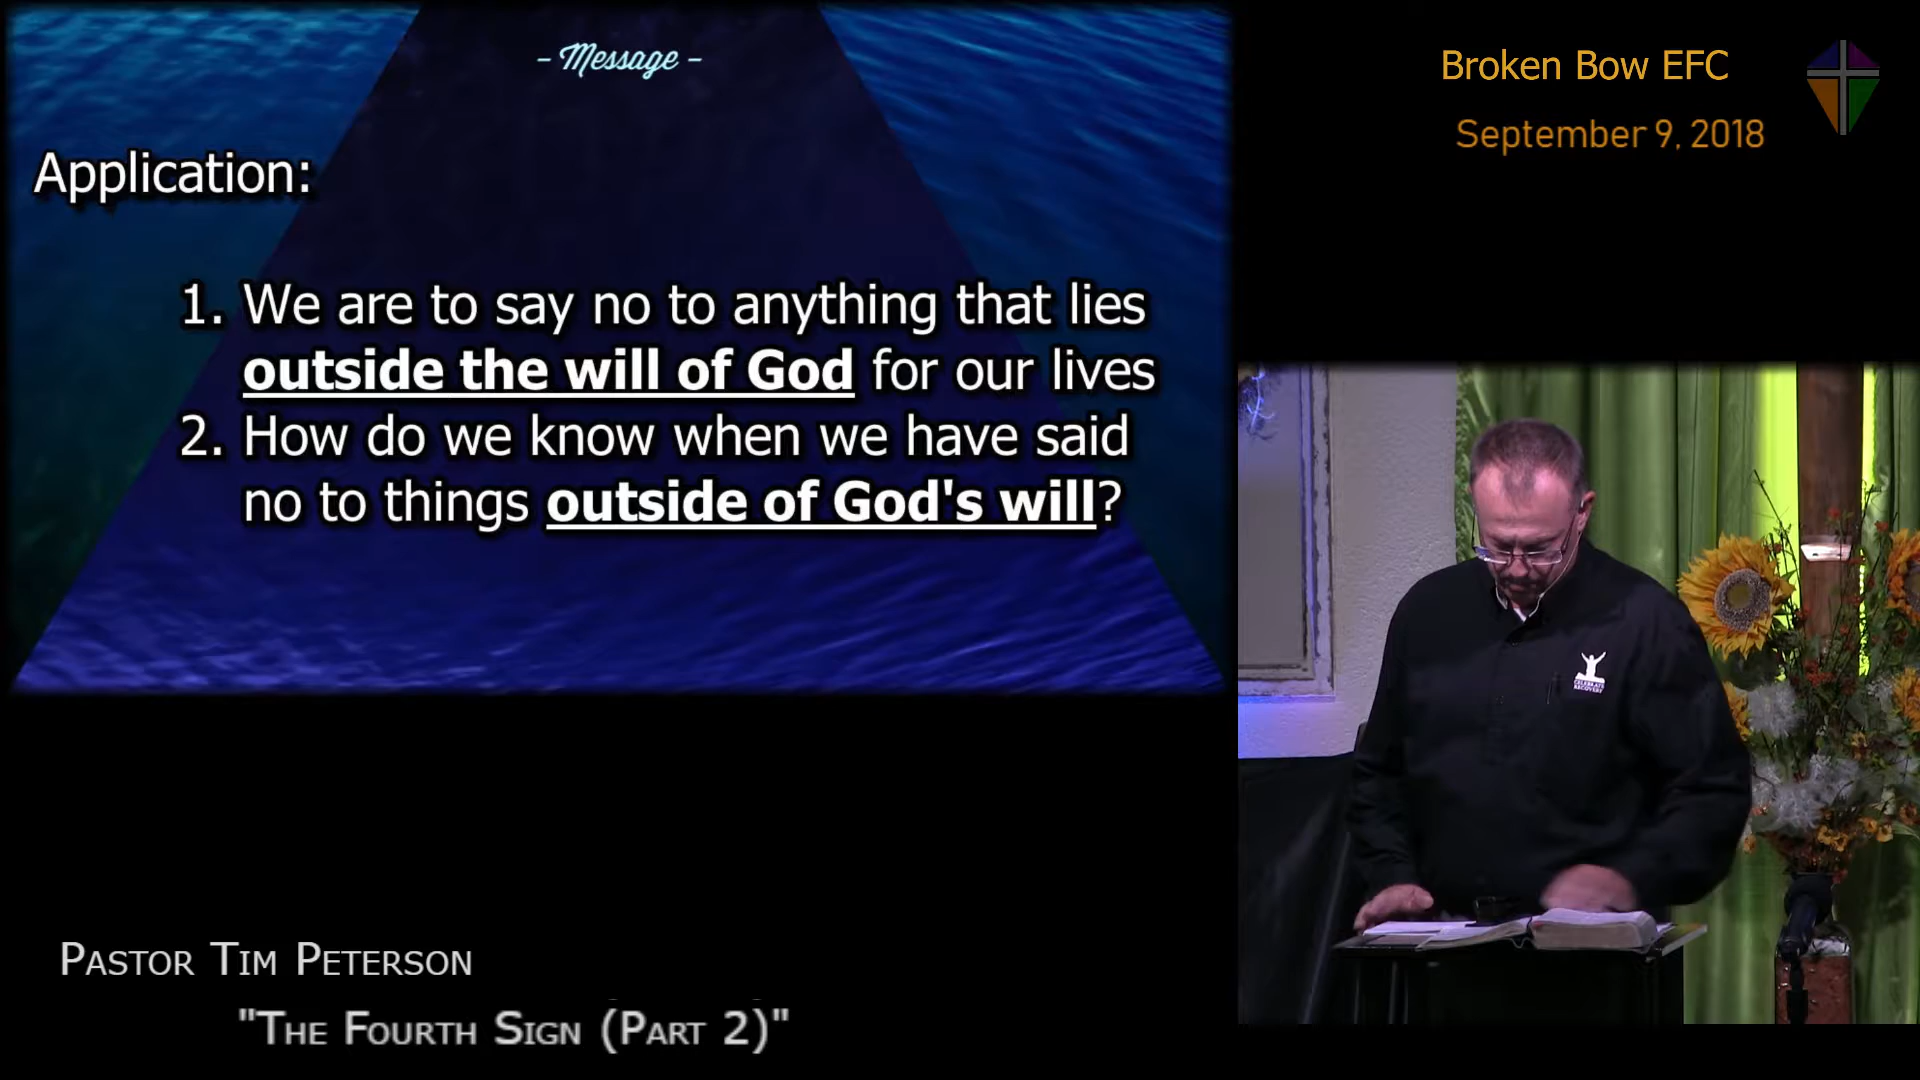 - Message -
Application:
1. We are to say no to anything that lies
outside the will of God for our lives
2. How do we know when we have said
no to things outside of God's will?
Broken Bow EFC
September 9, 2018
CELEBRATE
RECOVERY
PASTOR TIM PETERSON
"THE FOURTH SIGN (PART 2)"